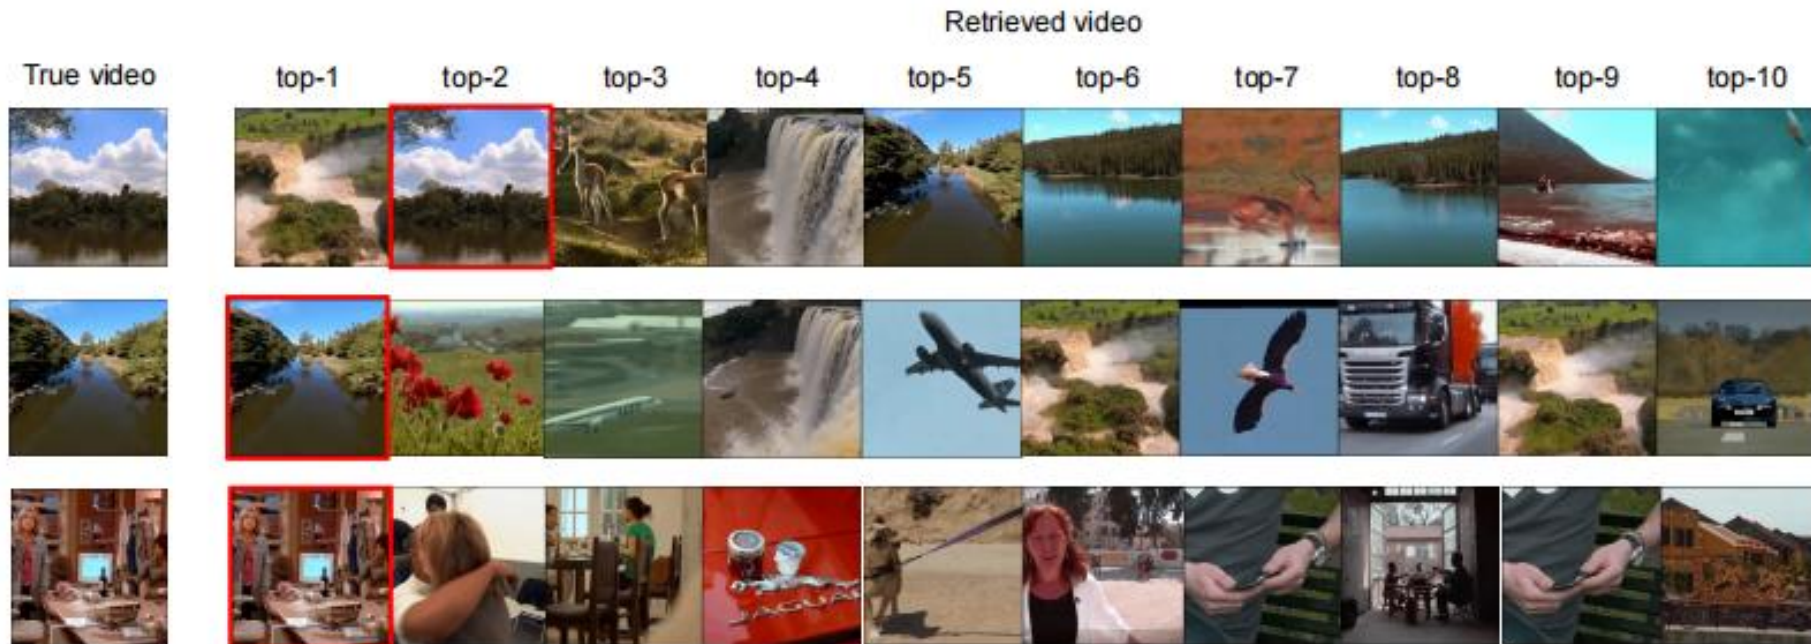 Retrieved video
True video top-1 top-2 top-3 top-4 top-5 top-6 top-7 top-8 top-9 top-10
JAGUAR